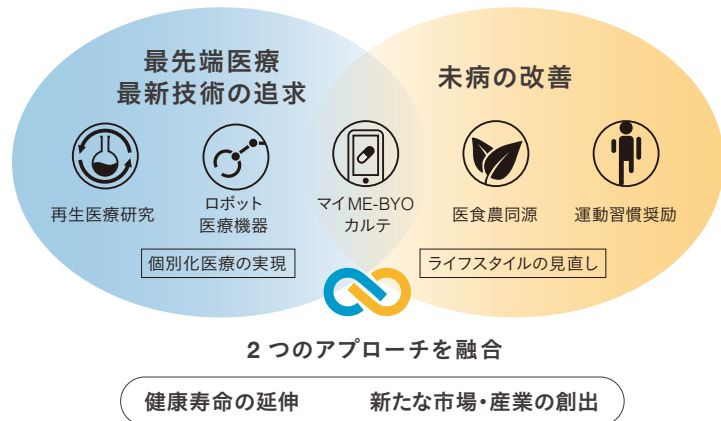 最先端医療
最新技術の追求
未病の改善
再生医療研究
ロボット
医療機器
マイME-BYO
カルテ
医食農同源
運動習慣奨励
個別化医療の実現
ライフスタイルの見直し
2つのアプローチを融合
健康寿命の延伸
新たな市場・産業の創出